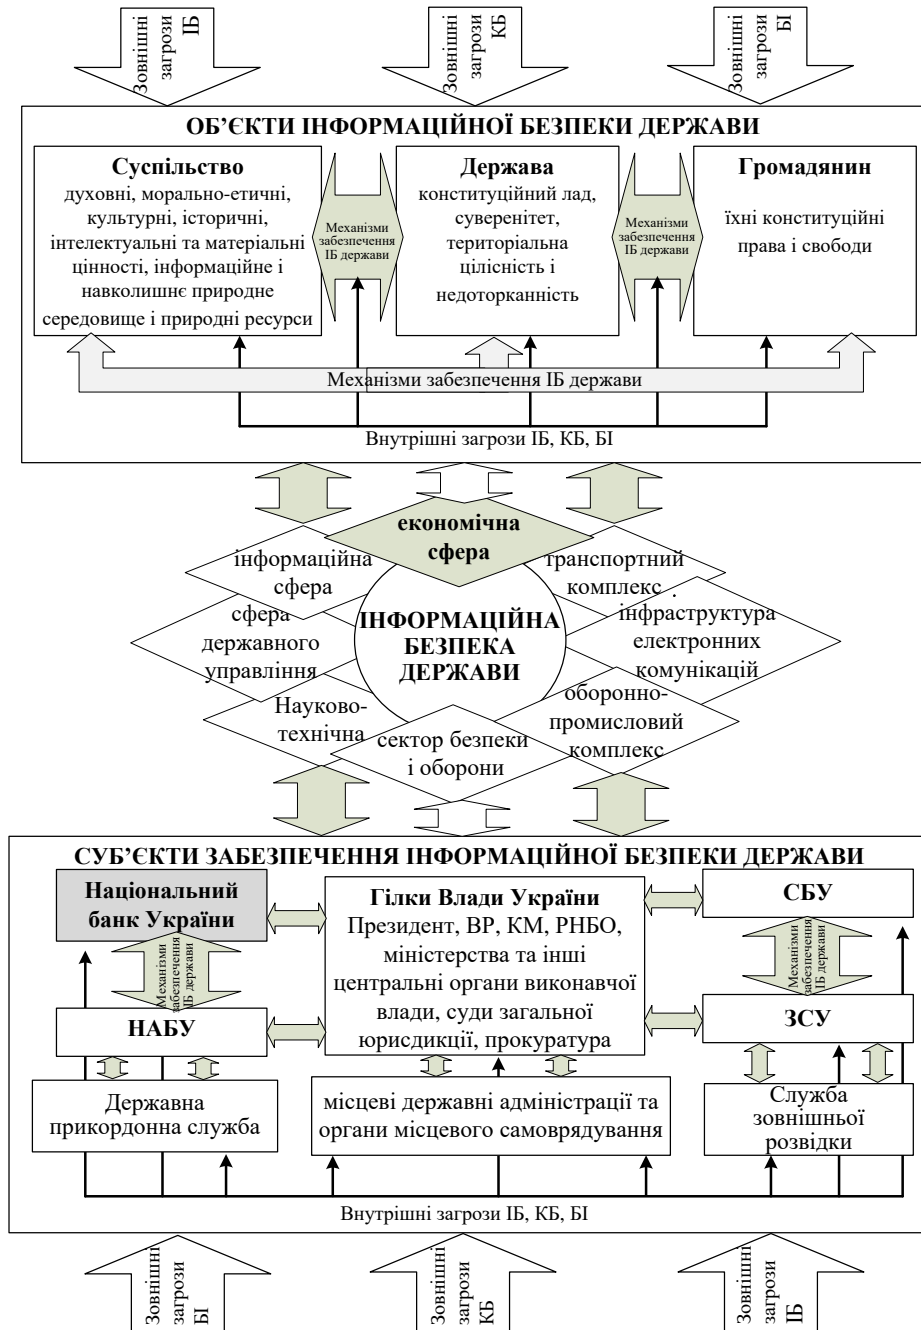 Зовнішні
загрози
ІБ
Зовнішні
загрози
КБ
Зовнішні
загрози
БІ
ОБ’ЄКТИ ІНФОРМАЦІЙНОЇ БЕЗПЕКИ ДЕРЖАВИ
Суспільство
духовні, морально-етичні,
культурні, історичні,
інтелектуальні та матеріальні
цінності, інформаційне і
навколишнє природне
середовище і природні ресурси
Механізми
забезпечення
ІБ держави
Держава
конституційний лад,
суверенітет,
територіальна
цілісність і
недоторканність
Механізми
забезпечення
ІБ держави
Громадянин
їхні конституційні
права і свободи
Механізми забезпечення ІБ держави
Внутрішні загрози ІБ, КБ, БІ
економічна
сфера
інформаційна
сфера
транспортний
комплекс
сфера
державного
управління
ІНФОРМАЦІЙНА
БЕЗПЕКА
ДЕРЖАВИ
інфраструктура
електронних
комунікацій
Науково-
технічна
сектор безпеки
і оборони
оборонно-
промисловий
комплекс
СУБ’ЄКТИ ЗАБЕЗПЕЧЕННЯ ІНФОРМАЦІЙНОЇ БЕЗПЕКИ ДЕРЖАВИ
Національний
банк України
Гілки Влади України
Президент, ВР, КМ, РНБО,
міністерства та інші
центральні органи виконавчої
влади, суди загальної
юрисдикції, прокуратура
СБУ
Механізми
забезпечення
ІБ держави
Механізми
забезпечення
ІБ держави
НАБУ
ЗСУ
Державна
прикордонна служба
місцеві державні адміністрації та
органи місцевого самоврядування
Служба
зовнішньої
розвідки
Внутрішні загрози ІБ, КБ, БІ
Зовнішні
загрози
БІ
Зовнішні
загрози
КБ
Зовнішні
загрози
ІБ